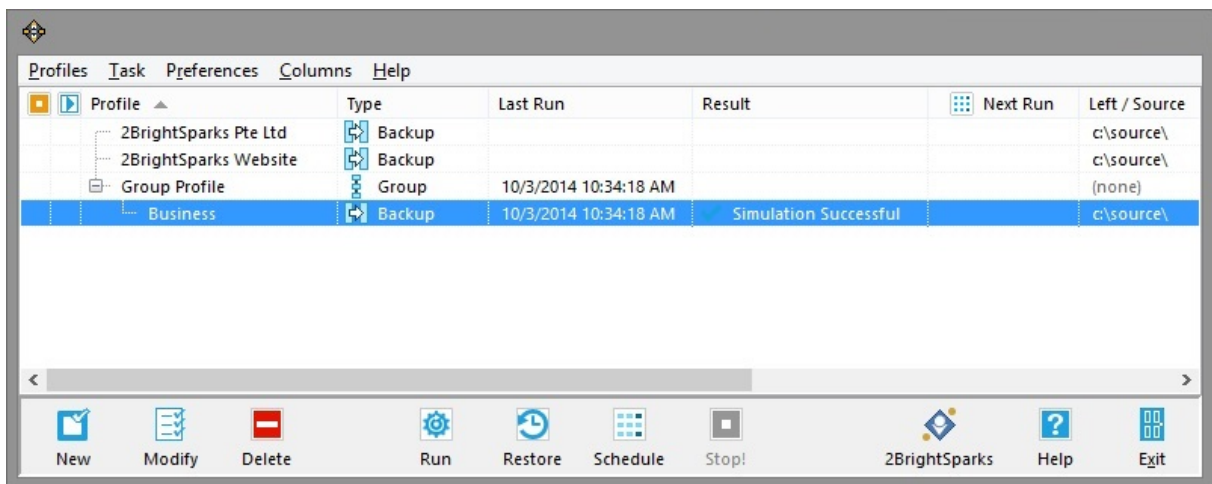 Profiles Task Preferences Columns Help
Profile Type Last Run Result Next Run Left / Source
2BrightSparks Pte Ltd Backup c:\source\
2BrightSparks Website Backup c:\source\
Group Profile Group 10/3/2014 10:34:18 AM (none)
Business Backup 10/3/2014 10:34:18 AM Simulation Successful c:\source\
New Modify Delete Run Restore Schedule Stop! 2BrightSparks Help Exit